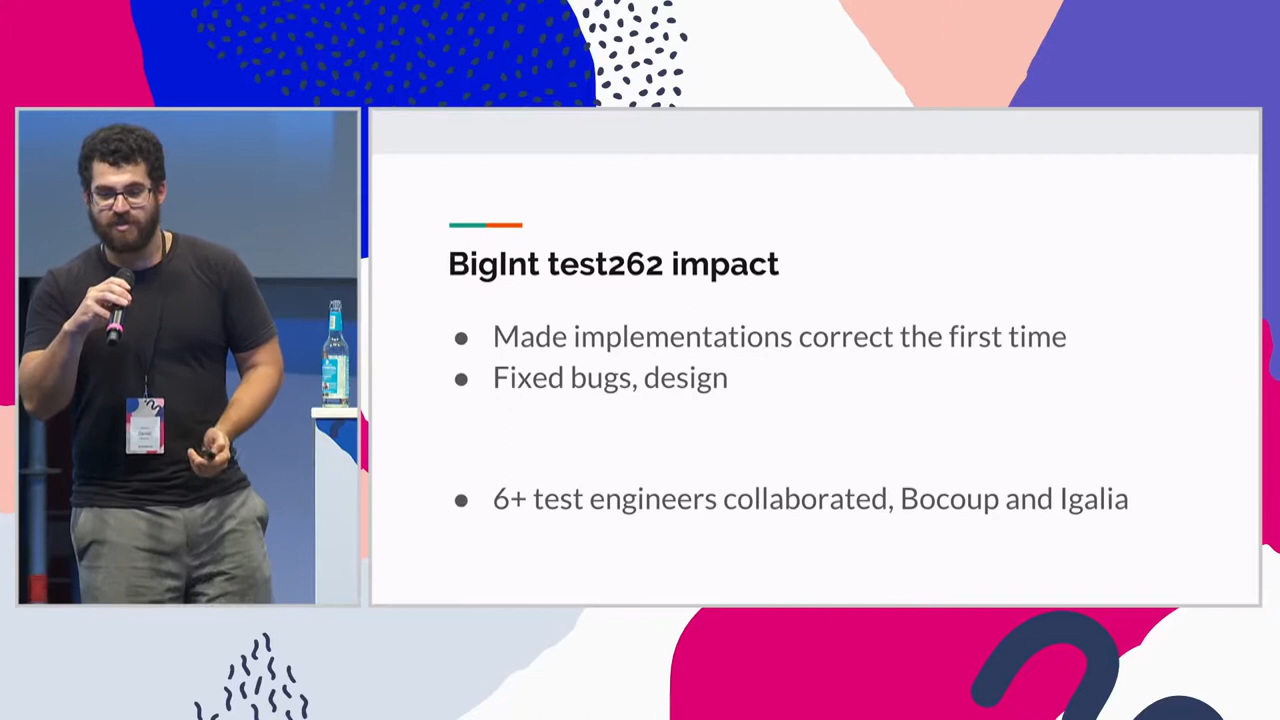 BigInt test262 impact
● Made implementations correct the first time
● Fixed bugs, design
● 6+ test engineers collaborated, Bocoup and Igalia